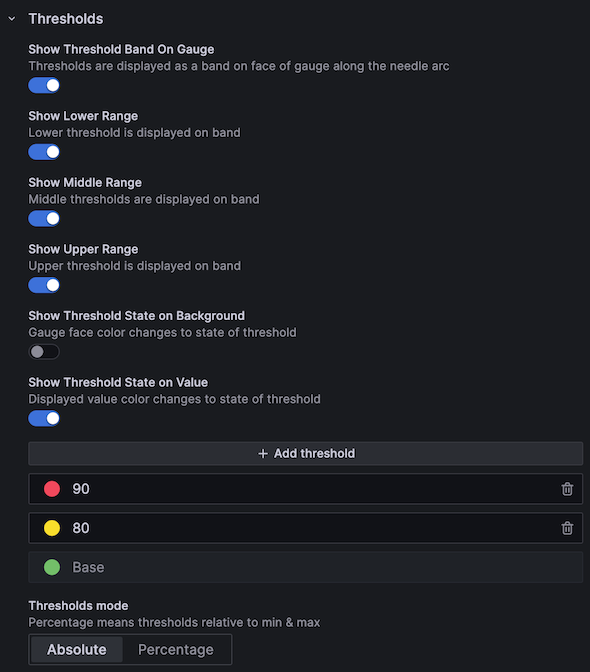 Thresholds
Show Threshold Band On Gauge
Thresholds are displayed as a band on face of gauge along the needle arc
Show Lower Range
Lower threshold is displayed on band
Show Middle Range
Middle thresholds are displayed on band
Show Upper Range
Upper threshold is displayed on band
Show Threshold State on Background
Gauge face color changes to state of threshold
Show Threshold State on Value
Displayed value color changes to state of threshold
+ Add threshold
90
80
Base
Thresholds mode
Percentage means thresholds relative to min & max
Absolute Percentage